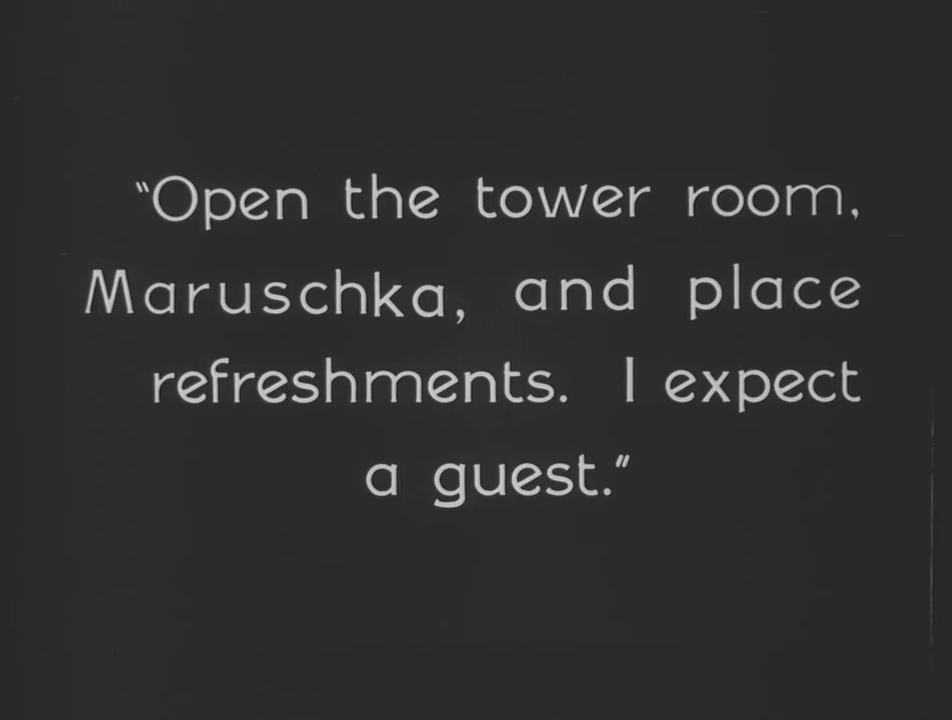 "Open the tower room,
Maruschka, and place
refreshments. I expect
a guest."